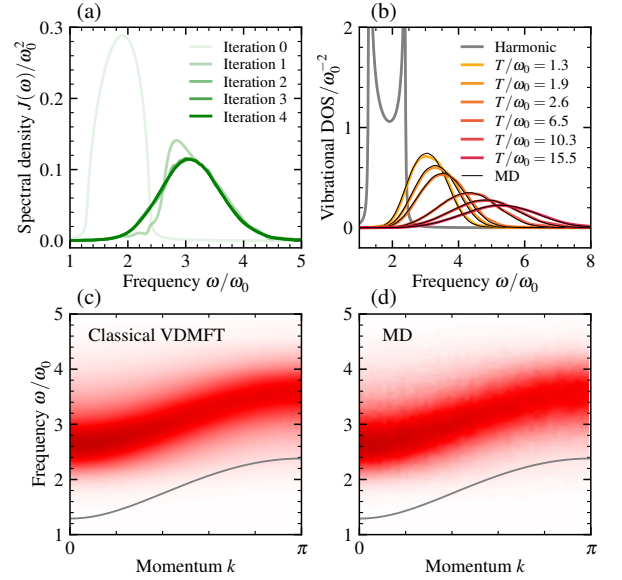 (a)
Spectral density J(ω)/ω₀²
0.3
0.2
0.1
0.0
Iteration 0
Iteration 1
Iteration 2
Iteration 3
Iteration 4
1 2 3 4 5
Frequency ω/ω₀
(b)
Vibrational DOS/ω₀⁻²
2
1
0
Harmonic
T/ω₀ = 1.3
T/ω₀ = 1.9
T/ω₀ = 2.6
T/ω₀ = 6.5
T/ω₀ = 10.3
T/ω₀ = 15.5
MD
2 4 6 8
Frequency ω/ω₀
(c)
Classical VDMFT
Frequency ω/ω₀
5
4
3
2
1
0 π
Momentum k
(d)
MD
5
4
3
2
1
0 π
Momentum k